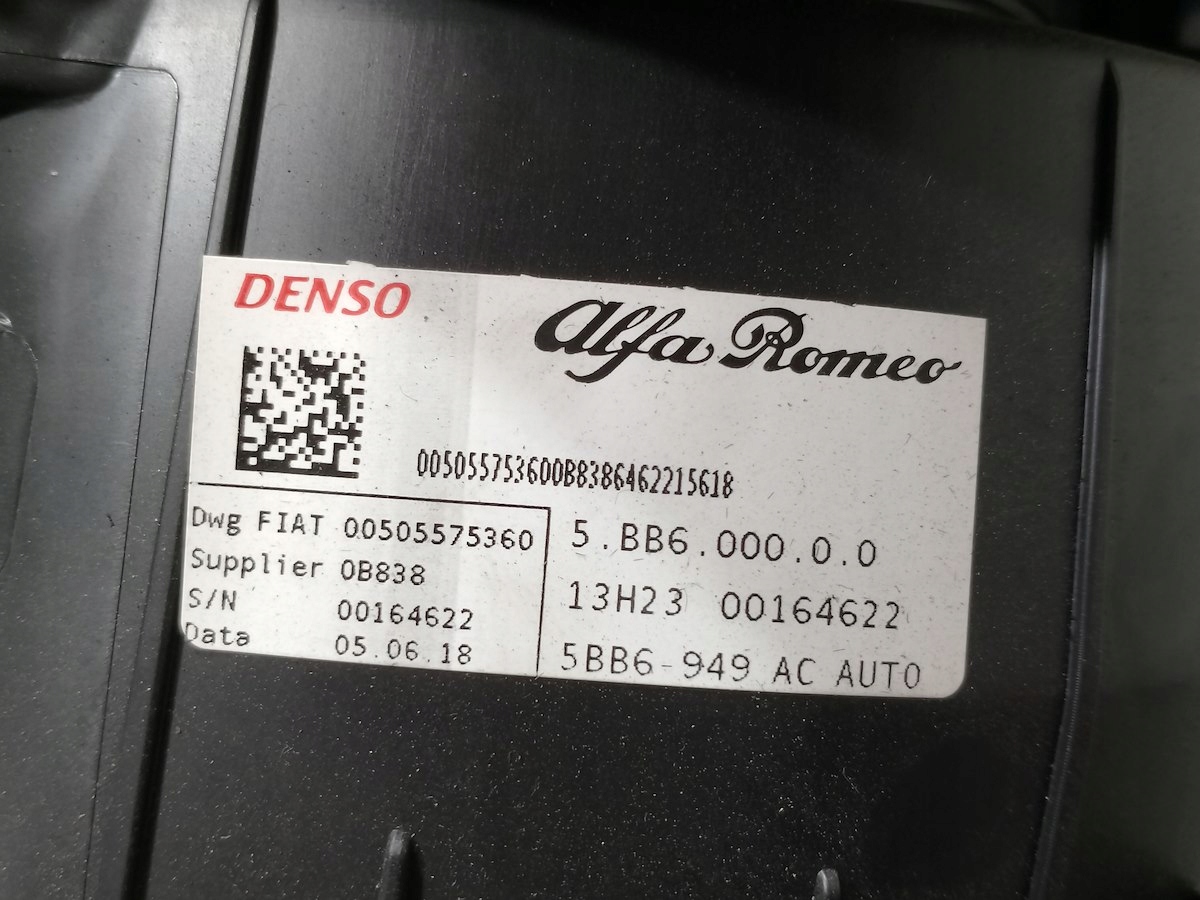 DENSO
Alfa Romeo
005055753600B8386462215618
Dwg FIAT 00505575360
Supplier 0B838
S/N 00164622
Data 05.06.18
5.BB6.000.0.0
13H23 00164622
5BB6-949 AC AUTO